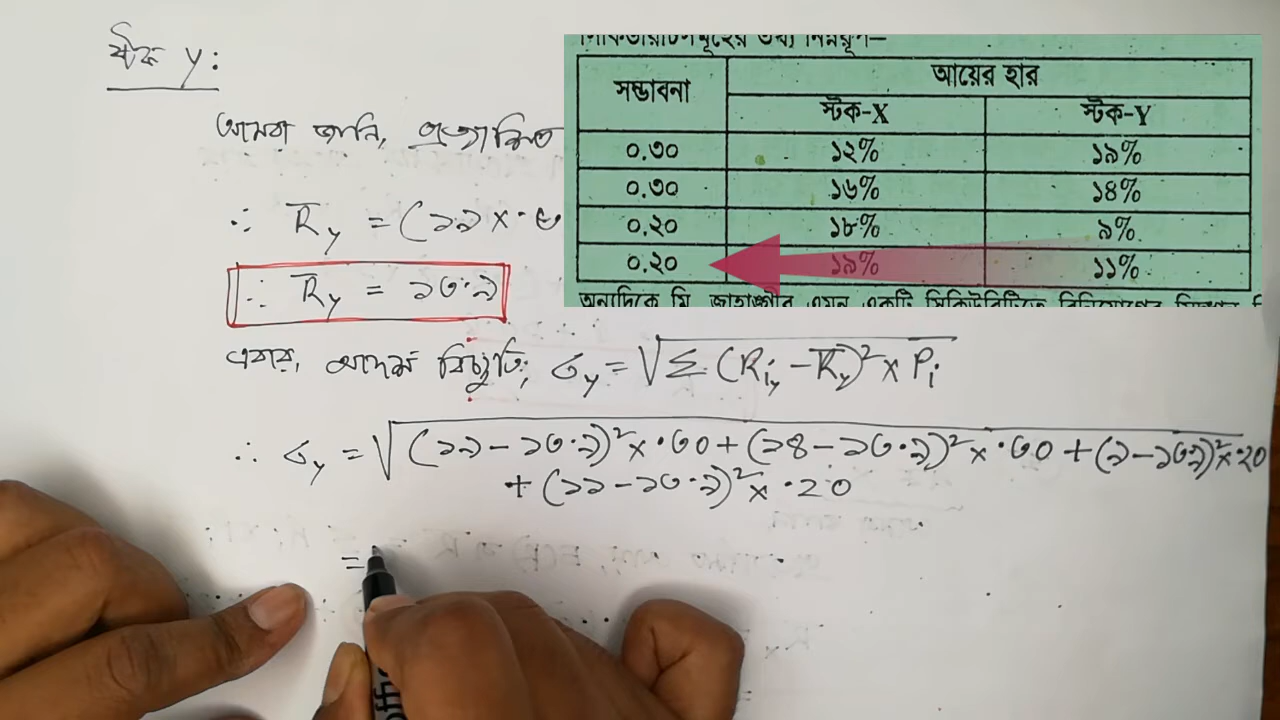 স্টক y:
আমরা জানি, প্রত্যাশিত
∴ R̅y = (১৯×·৩
∴ R̅y = ১৩·৯
এবার, আদর্শ বিচ্যুতি, σy = √Σ(Riy − R̅y)² × Pi
∴ σy = √(১৯−১৩·৯)²×·৩০+(১৪−১৩·৯)²×·৩০+(৯−১৩·৯)²×·২০
+(১১−১৩·৯)²×·২০
=
সম্ভাবনা আয়ের হার
স্টক-X স্টক-Y
০.৩০ ১২% ১৯%
০.৩০ ১৬% ১৪%
০.২০ ১৮% ৯%
০.২০ ১৯% ১১%